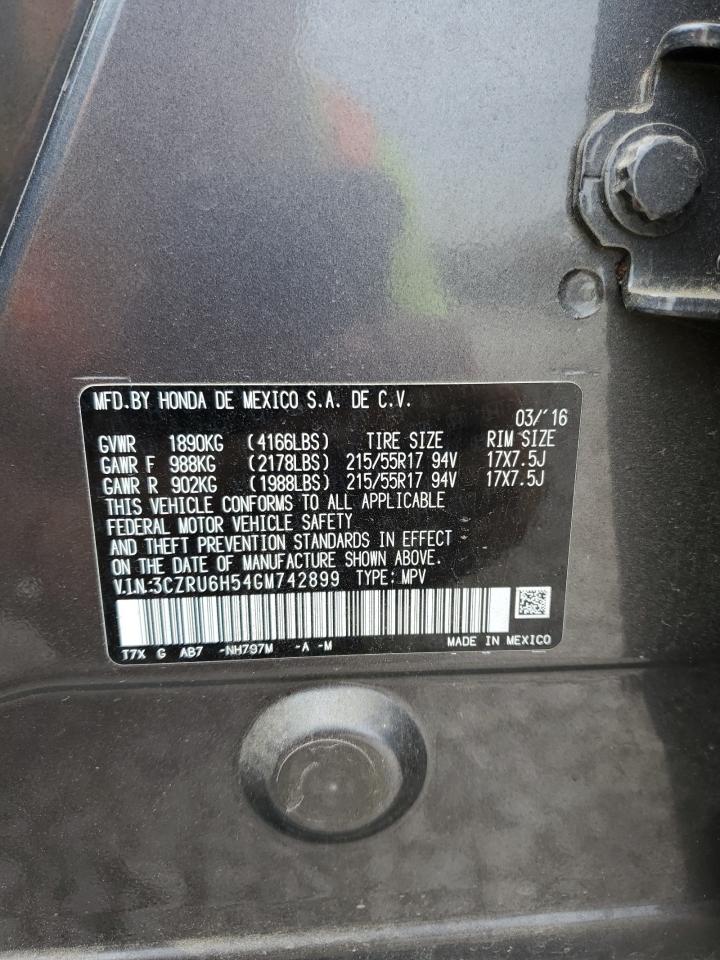 MFD.BY HONDA DE MEXICO S.A. DE C.V.
03/'16
GVWR 1890KG (4166LBS) TIRE SIZE RIM SIZE
GAWR F 988KG (2178LBS) 215/55R17 94V 17X7.5J
GAWR R 902KG (1988LBS) 215/55R17 94V 17X7.5J
THIS VEHICLE CONFORMS TO ALL APPLICABLE
FEDERAL MOTOR VEHICLE SAFETY
AND THEFT PREVENTION STANDARDS IN EFFECT
ON THE DATE OF MANUFACTURE SHOWN ABOVE.
V.I.N.:3CZRU6H54GM742899 TYPE: MPV
T7X G AB7 -NH797M -A -M MADE IN MEXICO